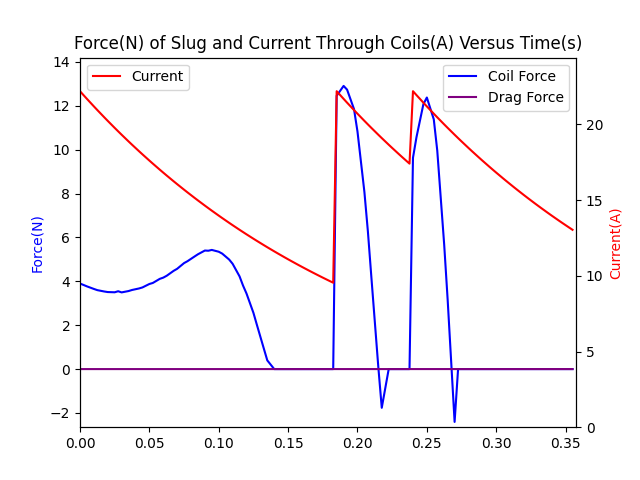 Force(N) of Slug and Current Through Coils(A) Versus Time(s)
Current
Coil Force
Drag Force
14
12
10
8
6
4
2
0
−2
Force(N)
20
15
10
5
0
Current(A)
0.00 0.05 0.10 0.15 0.20 0.25 0.30 0.35